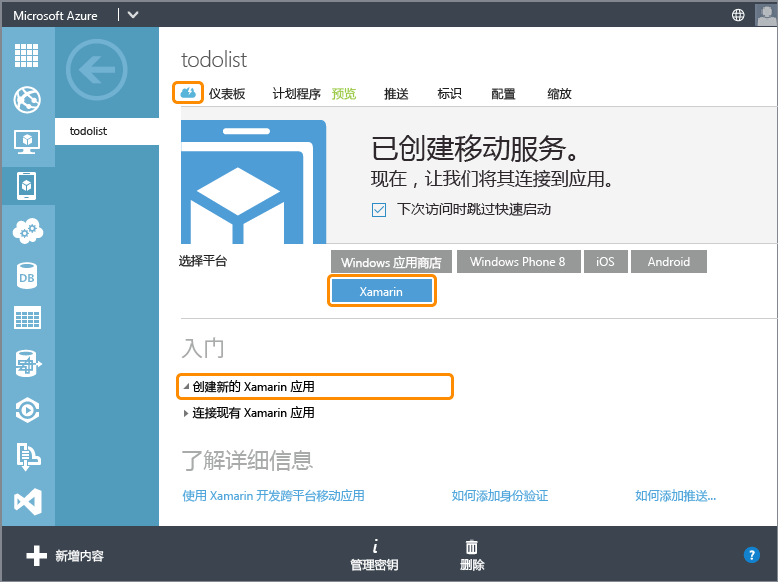 Microsoft Azure
todolist
todolist
仪表板 计划程序 预览 推送 标识 配置 缩放
已创建移动服务。
现在，让我们将其连接到应用。
下次访问时跳过快速启动
选择平台
Windows 应用商店 Windows Phone 8 iOS Android
Xamarin
入门
创建新的 Xamarin 应用
连接现有 Xamarin 应用
了解详细信息
使用 Xamarin 开发跨平台移动应用 如何添加身份验证 如何添加推送...
DB
新增内容
管理密钥
删除
?